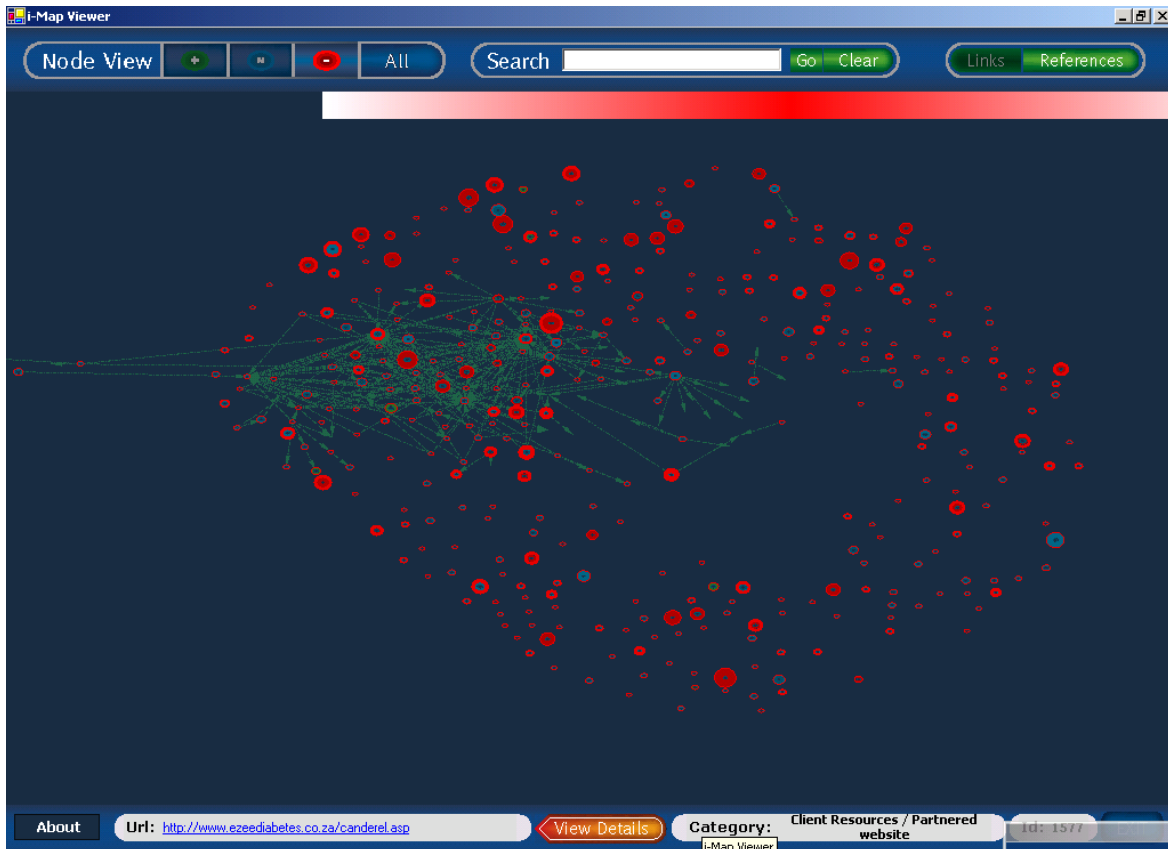 i-Map Viewer
Node View + N - All Search Go Clear Links References
About Url: http://www.ezeediabetes.co.za/canderel.asp View Details Category: Client Resources / Partnered website Id: 1577
i-Map Viewer